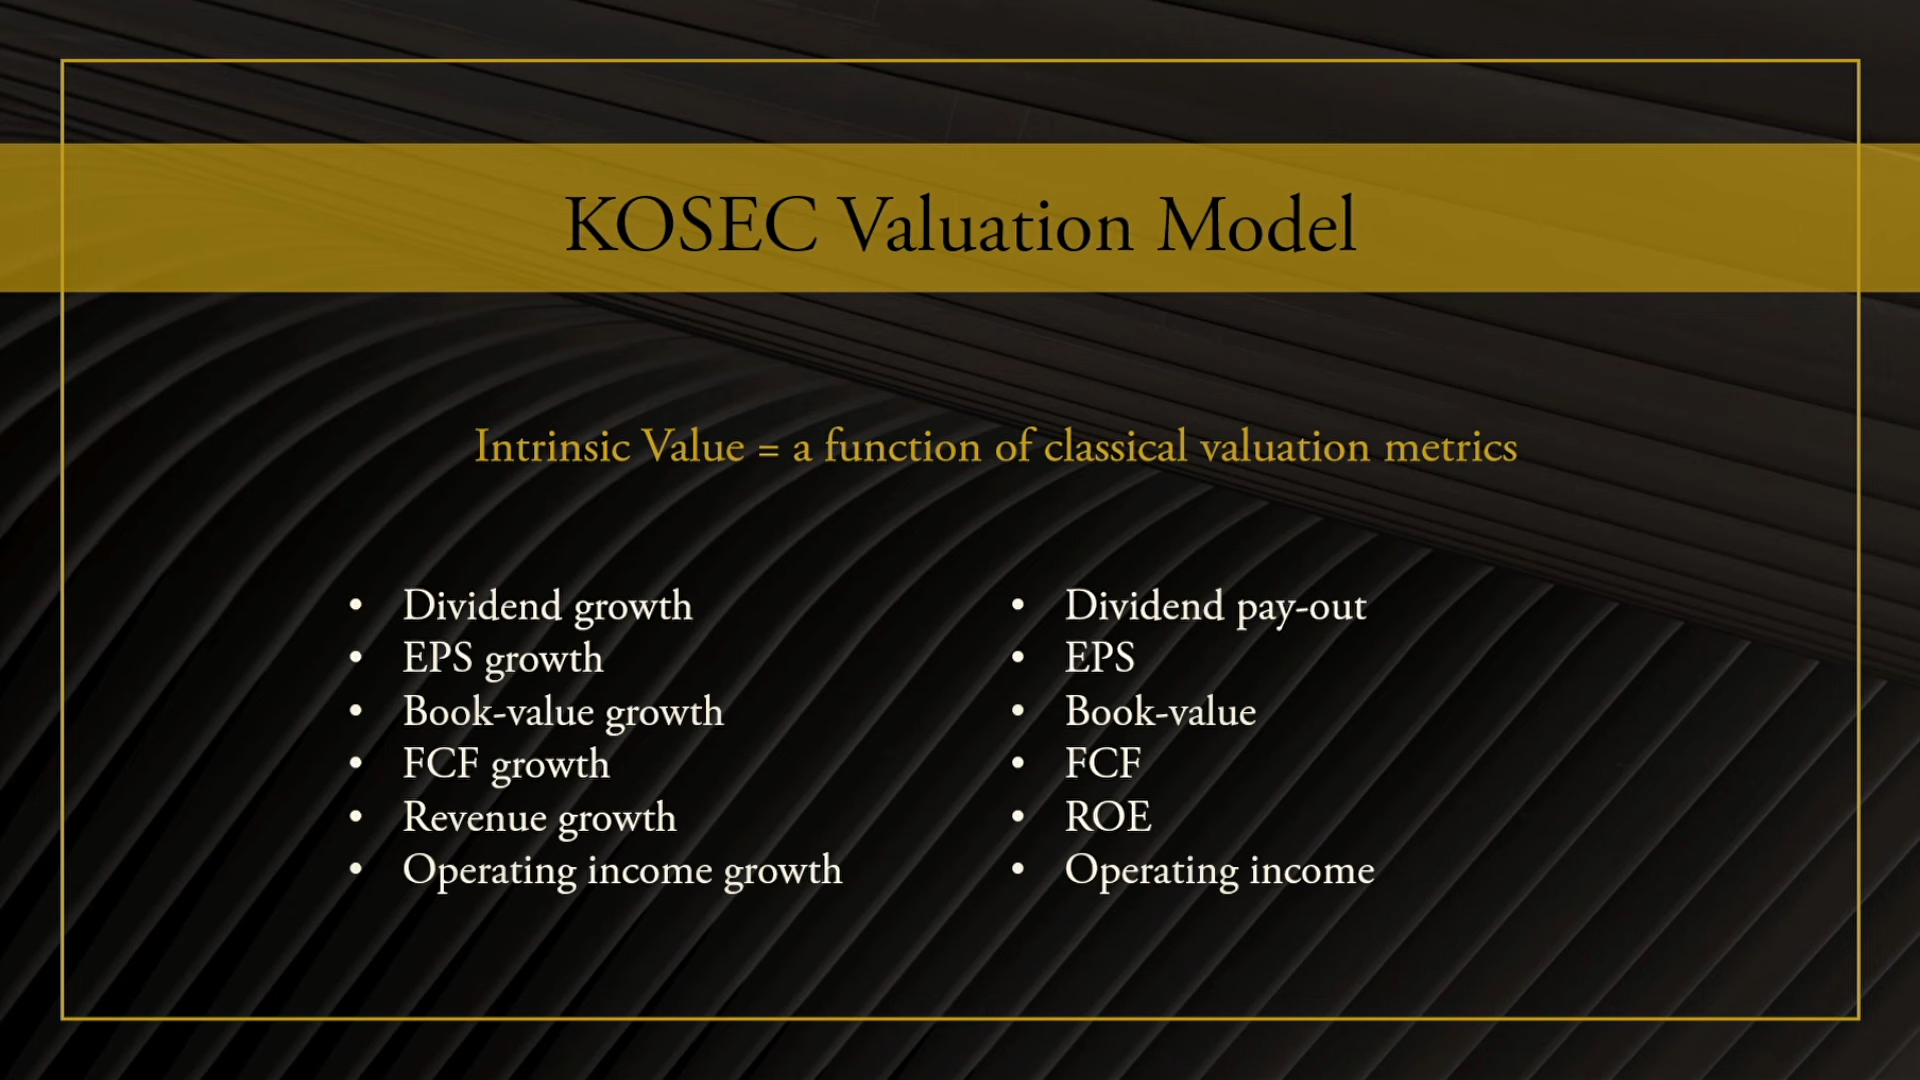 KOSEC Valuation Model
Intrinsic Value = a function of classical valuation metrics
• Dividend growth
• EPS growth
• Book-value growth
• FCF growth
• Revenue growth
• Operating income growth
• Dividend pay-out
• EPS
• Book-value
• FCF
• ROE
• Operating income